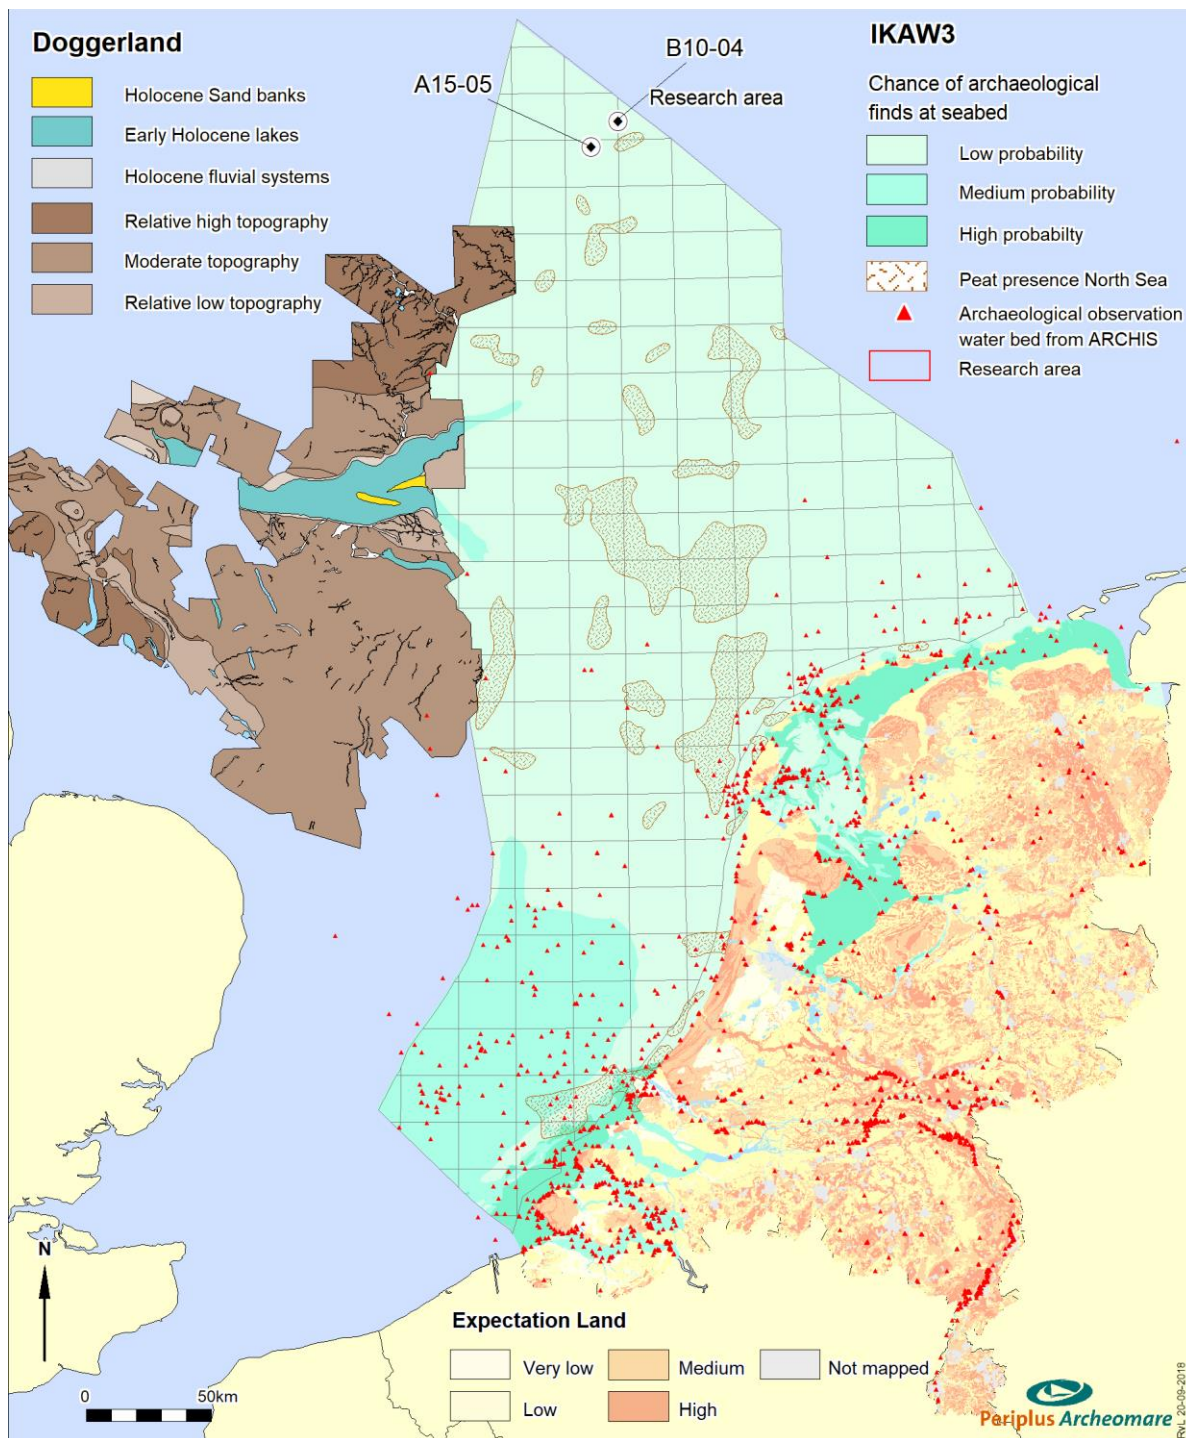 Doggerland
Holocene Sand banks
Early Holocene lakes
Holocene fluvial systems
Relative high topography
Moderate topography
Relative low topography
B10-04
A15-05
Research area
IKAW3
Chance of archaeological
finds at seabed
Low probability
Medium probability
High probabilty
Peat presence North Sea
Archaeological observation
water bed from ARCHIS
Research area
N
0
50km
Expectation Land
Very low
Medium
Not mapped
Low
High
Periplus Archeomare
RvL 20-09-2018